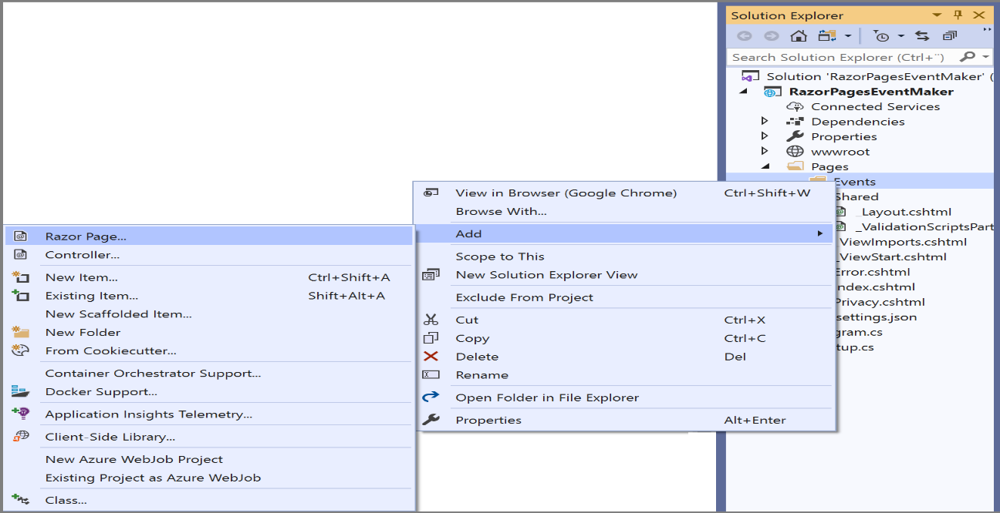 Solution Explorer
Search Solution Explorer (Ctrl+¨)
Solution 'RazorPagesEventMaker' (
RazorPagesEventMaker
Connected Services
Dependencies
Properties
wwwroot
Pages
Events
Shared
_Layout.cshtml
_ValidationScriptsPart
_ViewImports.cshtml
_ViewStart.cshtml
Error.cshtml
ndex.cshtml
Privacy.cshtml
settings.json
gram.cs
tup.cs
View in Browser (Google Chrome) Ctrl+Shift+W
Browse With...
Add
Scope to This
New Solution Explorer View
Exclude From Project
Cut Ctrl+X
Copy Ctrl+C
Delete Del
Rename
Open Folder in File Explorer
Properties Alt+Enter
Razor Page...
Controller...
New Item... Ctrl+Shift+A
Existing Item... Shift+Alt+A
New Scaffolded Item...
New Folder
From Cookiecutter...
Container Orchestrator Support...
Docker Support...
Application Insights Telemetry...
Client-Side Library...
New Azure WebJob Project
Existing Project as Azure WebJob
Class...